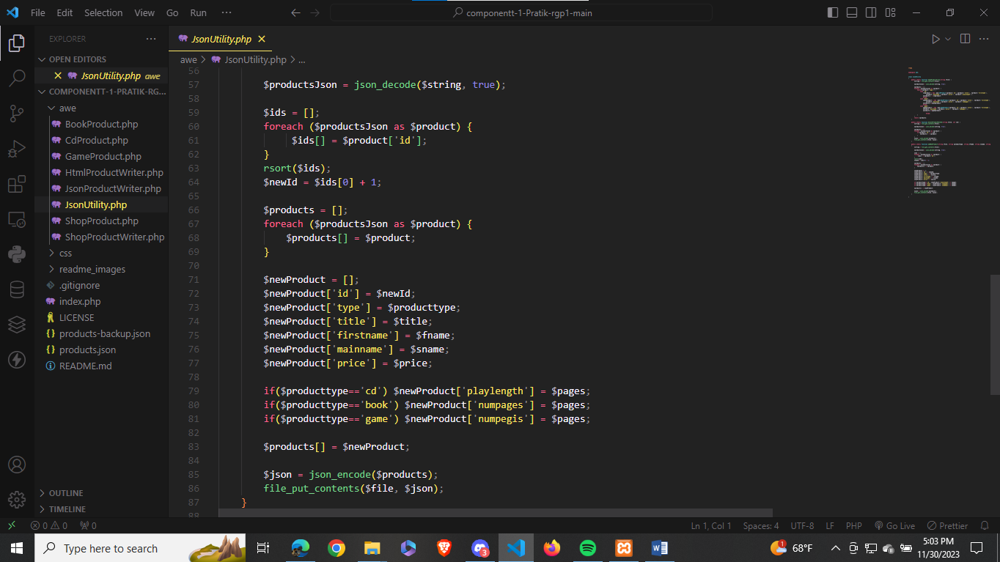 File Edit Selection View Go Run ··· componentt-1-Pratik-rgp1-main
EXPLORER ···
OPEN EDITORS
JsonUtility.php awe
COMPONENTT-1-PRATIK-RG...
awe
BookProduct.php
CdProduct.php
GameProduct.php
HtmlProductWriter.php
JsonProductWriter.php
JsonUtility.php
ShopProduct.php
ShopProductWriter.php
css
readme_images
.gitignore
index.php
LICENSE
products-backup.json
products.json
README.md
OUTLINE
TIMELINE
JsonUtility.php
awe > JsonUtility.php > ...
56
57 $productsJson = json_decode($string, true);
58
59 $ids = [];
60 foreach ($productsJson as $product) {
61 $ids[] = $product['id'];
62 }
63 rsort($ids);
64 $newId = $ids[0] + 1;
65
66 $products = [];
67 foreach ($productsJson as $product) {
68 $products[] = $product;
69 }
70
71 $newProduct = [];
72 $newProduct['id'] = $newId;
73 $newProduct['type'] = $producttype;
74 $newProduct['title'] = $title;
75 $newProduct['firstname'] = $fname;
76 $newProduct['mainname'] = $sname;
77 $newProduct['price'] = $price;
78
79 if($producttype=='cd') $newProduct['playlength'] = $pages;
80 if($producttype=='book') $newProduct['numpages'] = $pages;
81 if($producttype=='game') $newProduct['numpegis'] = $pages;
82
83 $products[] = $newProduct;
84
85 $json = json_encode($products);
86 file_put_contents($file, $json);
87 }
88
0 0 0 Ln 1, Col 1 Spaces: 4 UTF-8 LF PHP Go Live Prettier
Type here to search 3 1 68°F 5:03 PM
11/30/2023